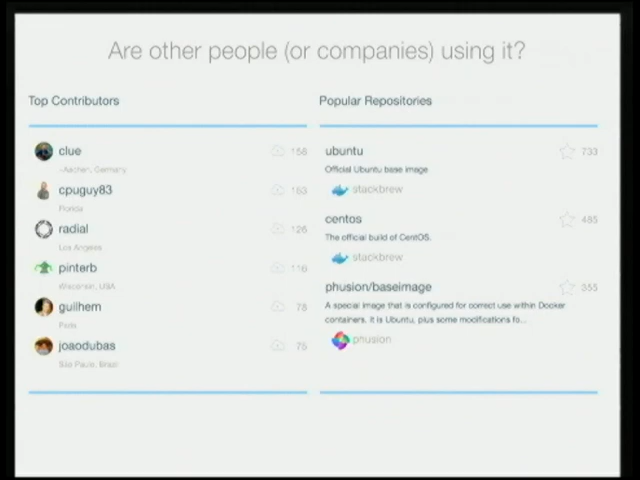 Are other people (or companies) using it?
Top Contributors
clue 158
~Aachen, Germany
cpuguy83
Florida
radial 126
Los Angeles
pinterb 116
Wisconsin, USA
guilhem 78
Paris
joaodubas 75
São Paulo, Brazil
Popular Repositories
ubuntu 733
Official Ubuntu base image
stackbrew
centos 485
The official build of CentOS.
stackbrew
phusion/baseimage 355
A special image that is configured for correct use within Docker
containers. It is Ubuntu, plus some modifications fo...
phusion